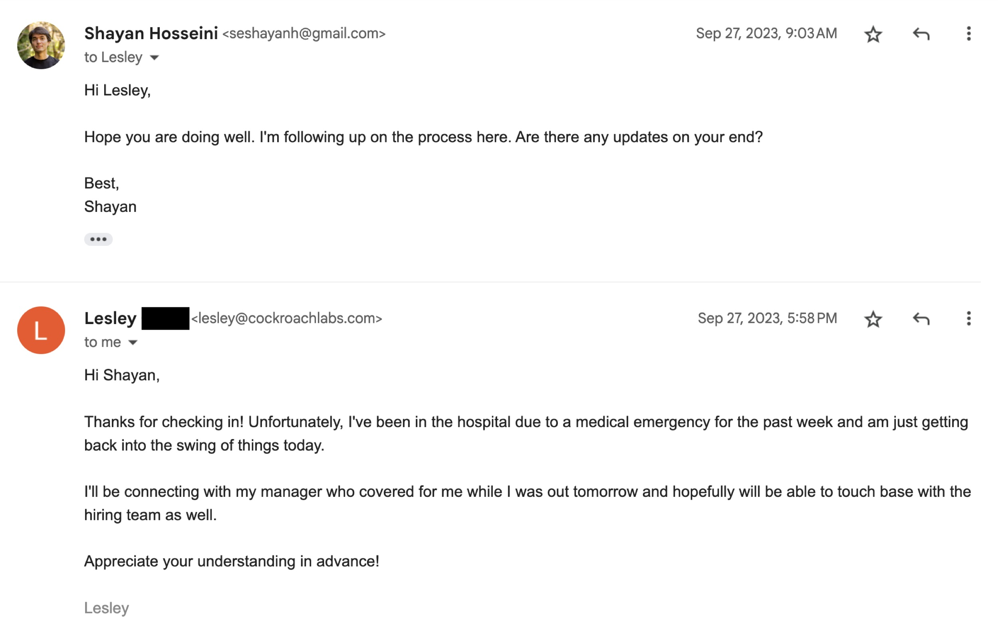 Shayan Hosseini <seshayanh@gmail.com> Sep 27, 2023, 9:03 AM
to Lesley
Hi Lesley,
Hope you are doing well. I'm following up on the process here. Are there any updates on your end?
Best,
Shayan
L
Lesley <lesley@cockroachlabs.com> Sep 27, 2023, 5:58 PM
to me
Hi Shayan,
Thanks for checking in! Unfortunately, I've been in the hospital due to a medical emergency for the past week and am just getting
back into the swing of things today.
I'll be connecting with my manager who covered for me while I was out tomorrow and hopefully will be able to touch base with the
hiring team as well.
Appreciate your understanding in advance!
Lesley